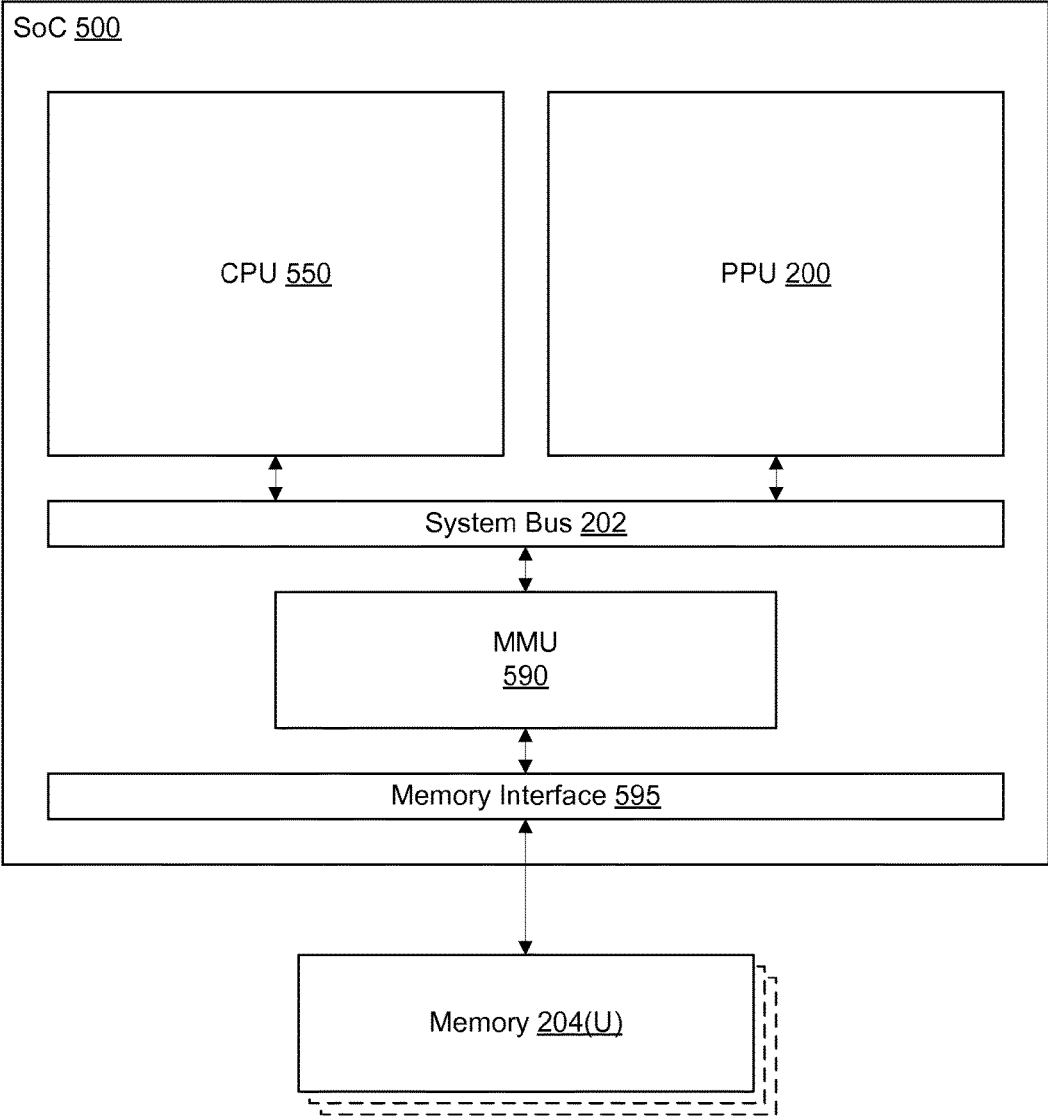 SoC 500
CPU 550
PPU 200
System Bus 202
MMU
590
Memory Interface 595
Memory 204(U)